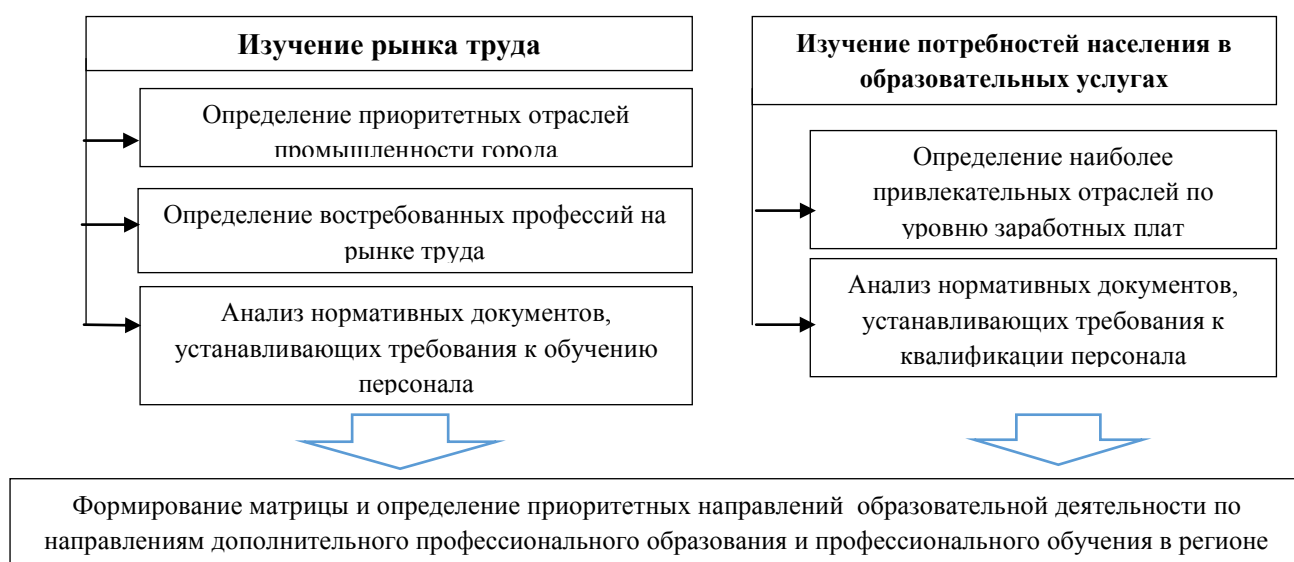 Изучение рынка труда
Определение приоритетных отраслей
промышленности города
Определение востребованных профессий на
рынке труда
Анализ нормативных документов,
устанавливающих требования к обучению
персонала
Изучение потребностей населения в
образовательных услугах
Определение наиболее
привлекательных отраслей по
уровню заработных плат
Анализ нормативных документов,
устанавливающих требования к
квалификации персонала
Формирование матрицы и определение приоритетных направлений образовательной деятельности по
направлениям дополнительного профессионального образования и профессионального обучения в регионе